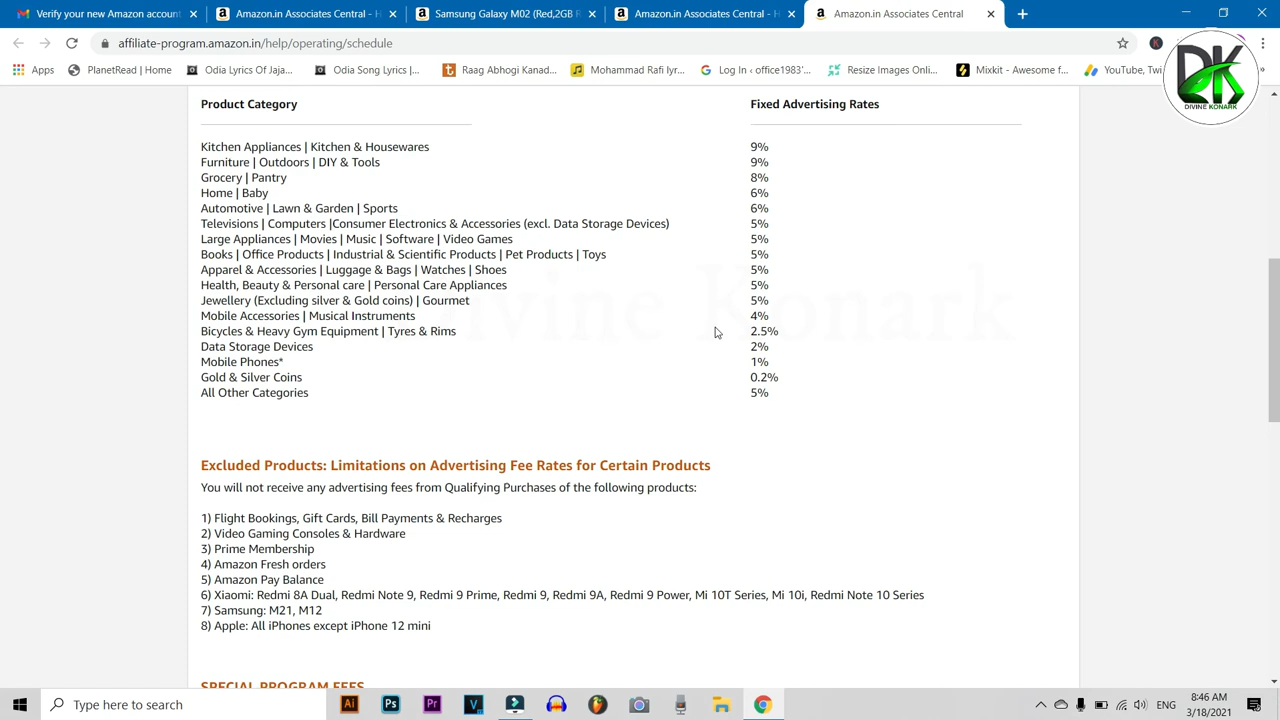 Verify your new Amazon account
Amazon.in Associates Central - H
Samsung Galaxy M02 (Red,2GB R
Amazon.in Associates Central - H
Amazon.in Associates Central
affiliate-program.amazon.in/help/operating/schedule
Apps
PlanetRead | Home
Odia Lyrics Of Jaja...
Odia Song Lyrics |...
Raag Abhoghanad...
Mohammad Rafi lyr...
Log In ‹ office1983'...
Resize Images Onli...
Mixkit - Awesome f...
YouTube, Twi
DK
DIVINE KONARK
Product Category Fixed Advertising Rates
Kitchen Appliances | Kitchen & Housewares 9%
Furniture | Outdoors | DIY & Tools 9%
Grocery | Pantry 8%
Home | Baby 6%
Automotive | Lawn & Garden | Sports 6%
Televisions | Computers |Consumer Electronics & Accessories (excl. Data Storage Devices) 5%
Large Appliances | Movies | Music | Software | Video Games 5%
Books | Office Products | Industrial & Scientific Products | Pet Products | Toys 5%
Apparel & Accessories | Luggage & Bags | Watches | Shoes 5%
Health, Beauty & Personal care | Personal Care Appliances 5%
Jewellery (Excluding silver & Gold coins) | Gourmet 5%
Divine Konark
Mobile Accessories | Musical Instruments 4%
Bicycles & Heavy Gym Equipment | Tyres & Rims 2.5%
Data Storage Devices 2%
Mobile Phones* 1%
Gold & Silver Coins 0.2%
All Other Categories 5%
Excluded Products: Limitations on Advertising Fee Rates for Certain Products
You will not receive any advertising fees from Qualifying Purchases of the following products:
1) Flight Bookings, Gift Cards, Bill Payments & Recharges
2) Video Gaming Consoles & Hardware
3) Prime Membership
4) Amazon Fresh orders
5) Amazon Pay Balance
6) Xiaomi: Redmi 8A Dual, Redmi Note 9, Redmi 9 Prime, Redmi 9, Redmi 9A, Redmi 9 Power, Mi 10T Series, Mi 10i, Redmi Note 10 Series
7) Samsung: M21, M12
8) Apple: All iPhones except iPhone 12 mini
SPECIAL PROGRAM FEES
Type here to search
Ai
Ps
Pr
V
ENG
8:46 AM
3/18/2021